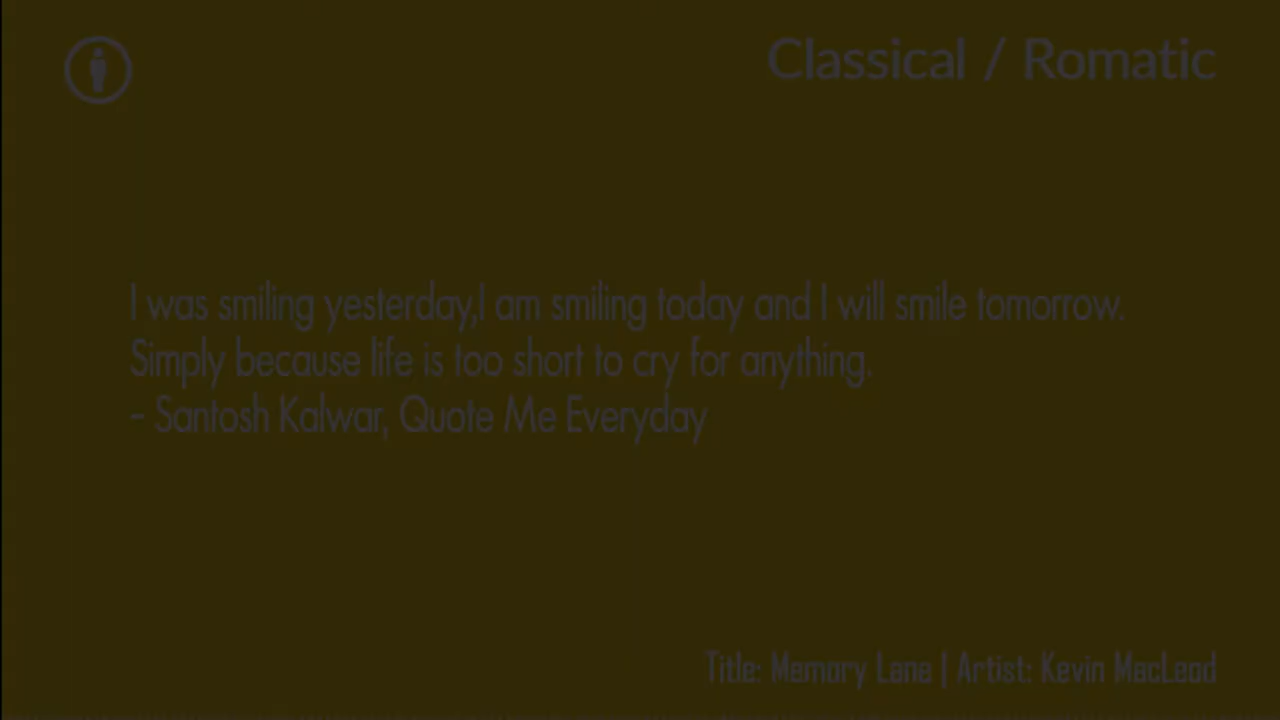 Classical / Romatic
I was smiling yesterday,I am smiling today and I will smile tomorrow.
Simply because life is too short to cry for anything.
– Santosh Kalwar, Quote Me Everyday
Title: Memory Lane | Artist: Kevin MacLeod